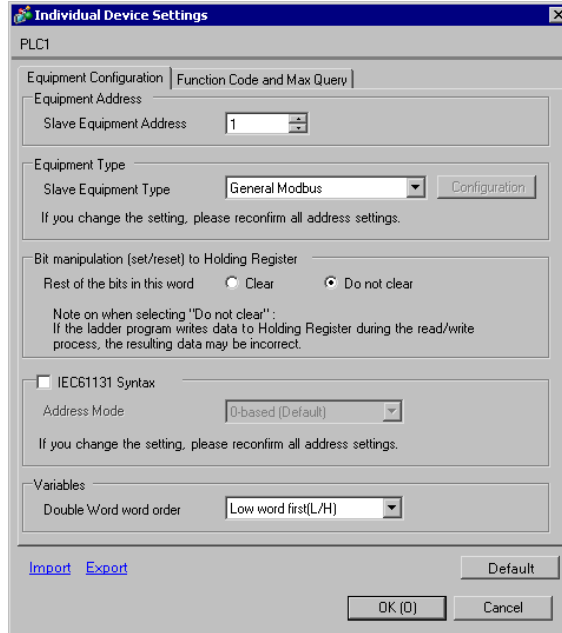 Individual Device Settings
PLC1
Equipment Configuration Function Code and Max Query
Equipment Address
Slave Equipment Address 1
Equipment Type
Slave Equipment Type General Modbus Configuration
If you change the setting, please reconfirm all address settings.
Bit manipulation (set/reset) to Holding Register
Rest of the bits in this word Clear Do not clear
Note on when selecting "Do not clear" :
If the ladder program writes data to Holding Register during the read/write
process, the resulting data may be incorrect.
IEC61131 Syntax
Address Mode 0-based (Default)
If you change the setting, please reconfirm all address settings.
Variables
Double Word word order Low word first(L/H)
Import Export Default
OK (O) Cancel